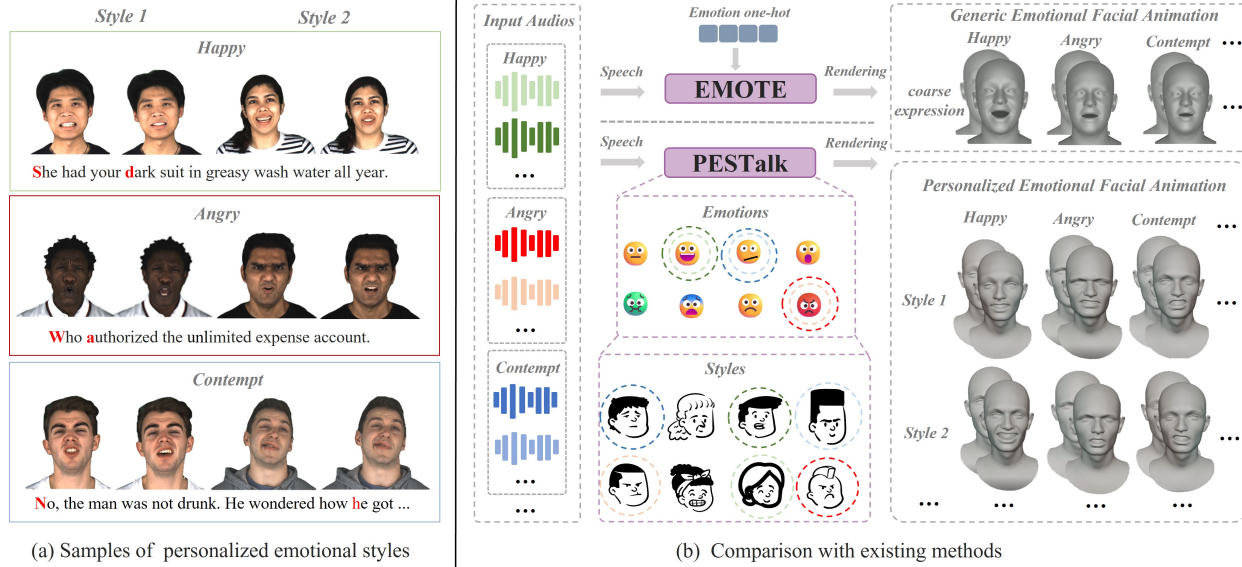 Style 1 Style 2
Happy
She had your dark suit in greasy wash water all year.
Angry
Who authorized the unlimited expense account.
Contempt
No, the man was not drunk. He wondered how he got ...
(a) Samples of personalized emotional styles
Input Audios
Happy
...
Angry
...
Contempt
...
...
Emotion one-hot
Speech
EMOTE
Rendering
Speech
PESTalk
Rendering
Emotions
Styles
Generic Emotional Facial Animation
Happy Angry Contempt ...
coarse
expression
...
Personalized Emotional Facial Animation
Happy Angry Contempt ...
Style 1 ...
Style 2 ...
... ... ... ...
(b) Comparison with existing methods